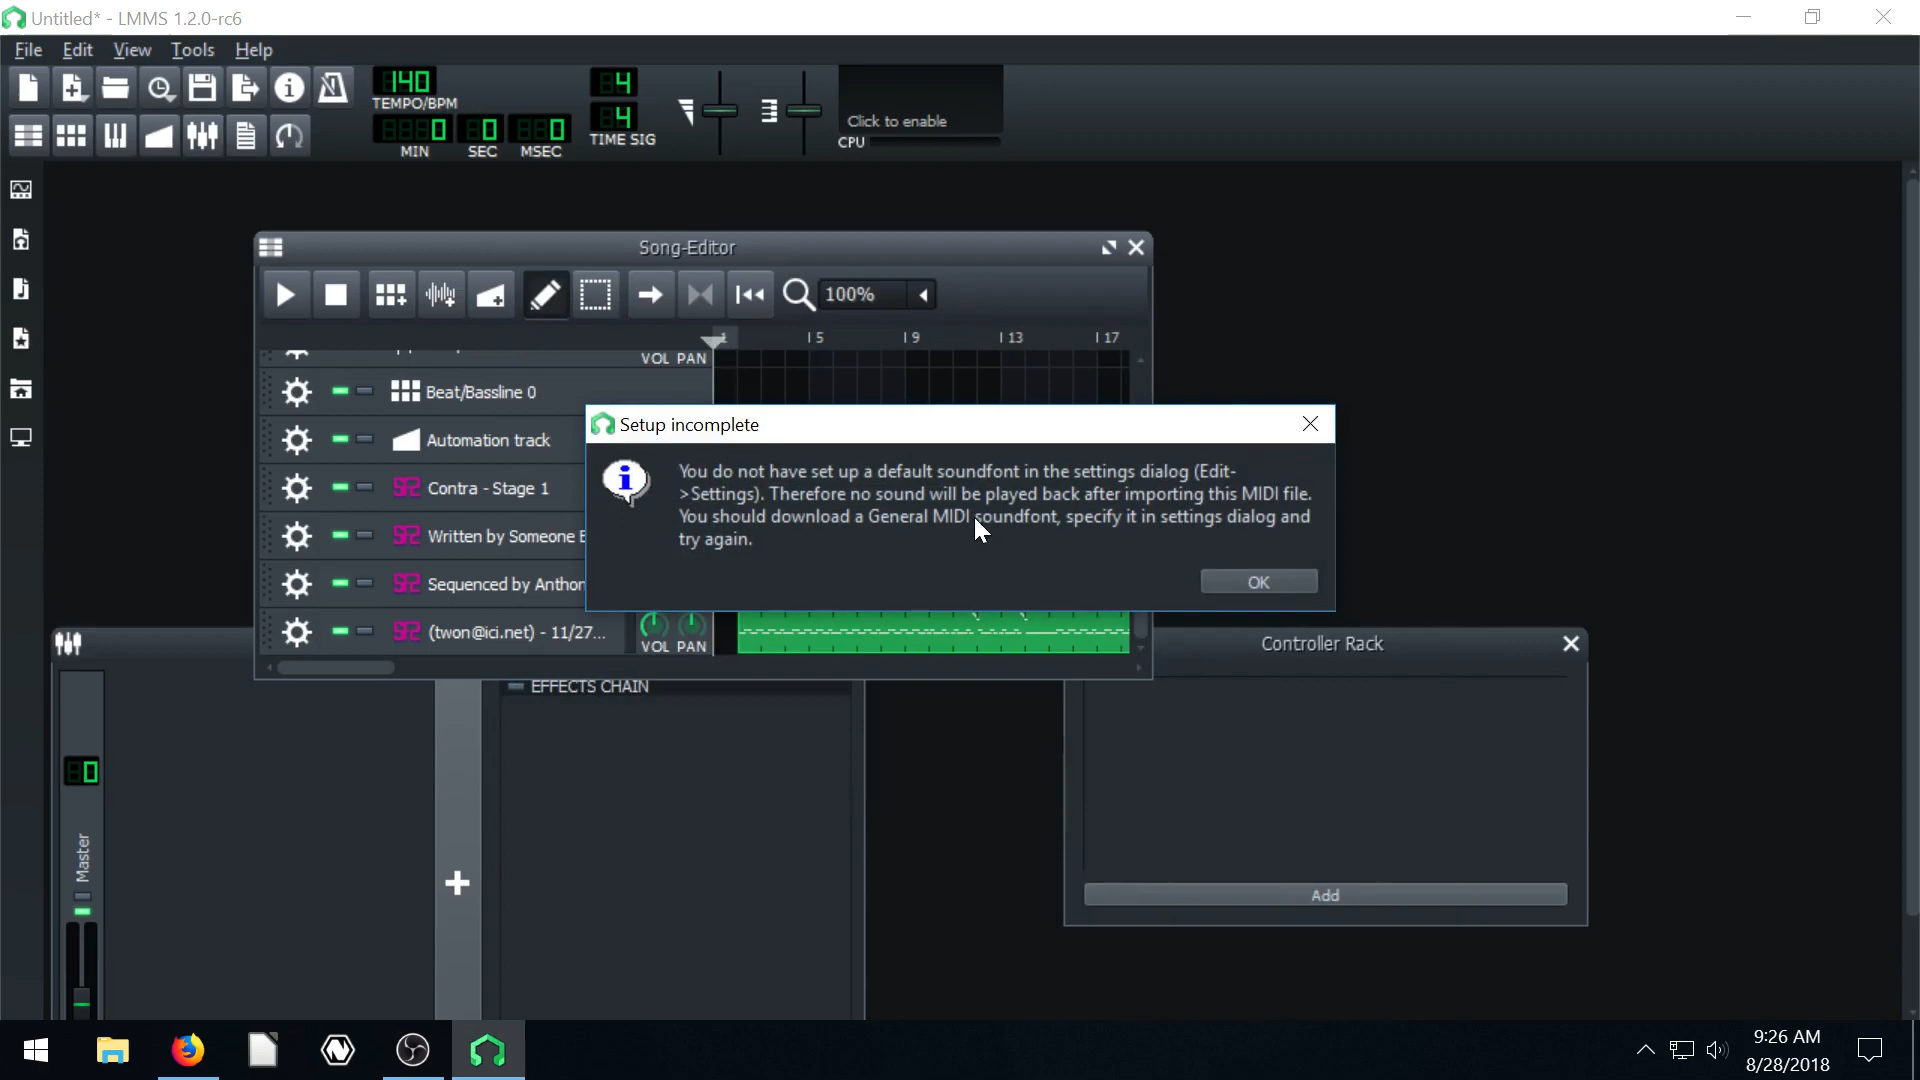 Untitled* - LMMS 1.2.0-rc6
File Edit View Tools Help
140
TEMPO/BPM
0 0 0
MIN SEC MSEC
4
4
TIME SIG
Click to enable
CPU
Song-Editor
100%
1 5 9 13 17
VOL PAN
Beat/Bassline 0
Automation track
Contra - Stage 1
Written by Someone
Sequenced by Anthon
(twon@ici.net) - 11/27...
VOL PAN
Setup incomplete
You do not have set up a default soundfont in the settings dialog (Edit-
>Settings). Therefore no sound will be played back after importing this MIDI file.
You should download a General MIDI soundfont, specify it in settings dialog and
try again.
OK
EFFECTS CHAIN
Controller Rack
0
Master
Add
9:26 AM
8/28/2018